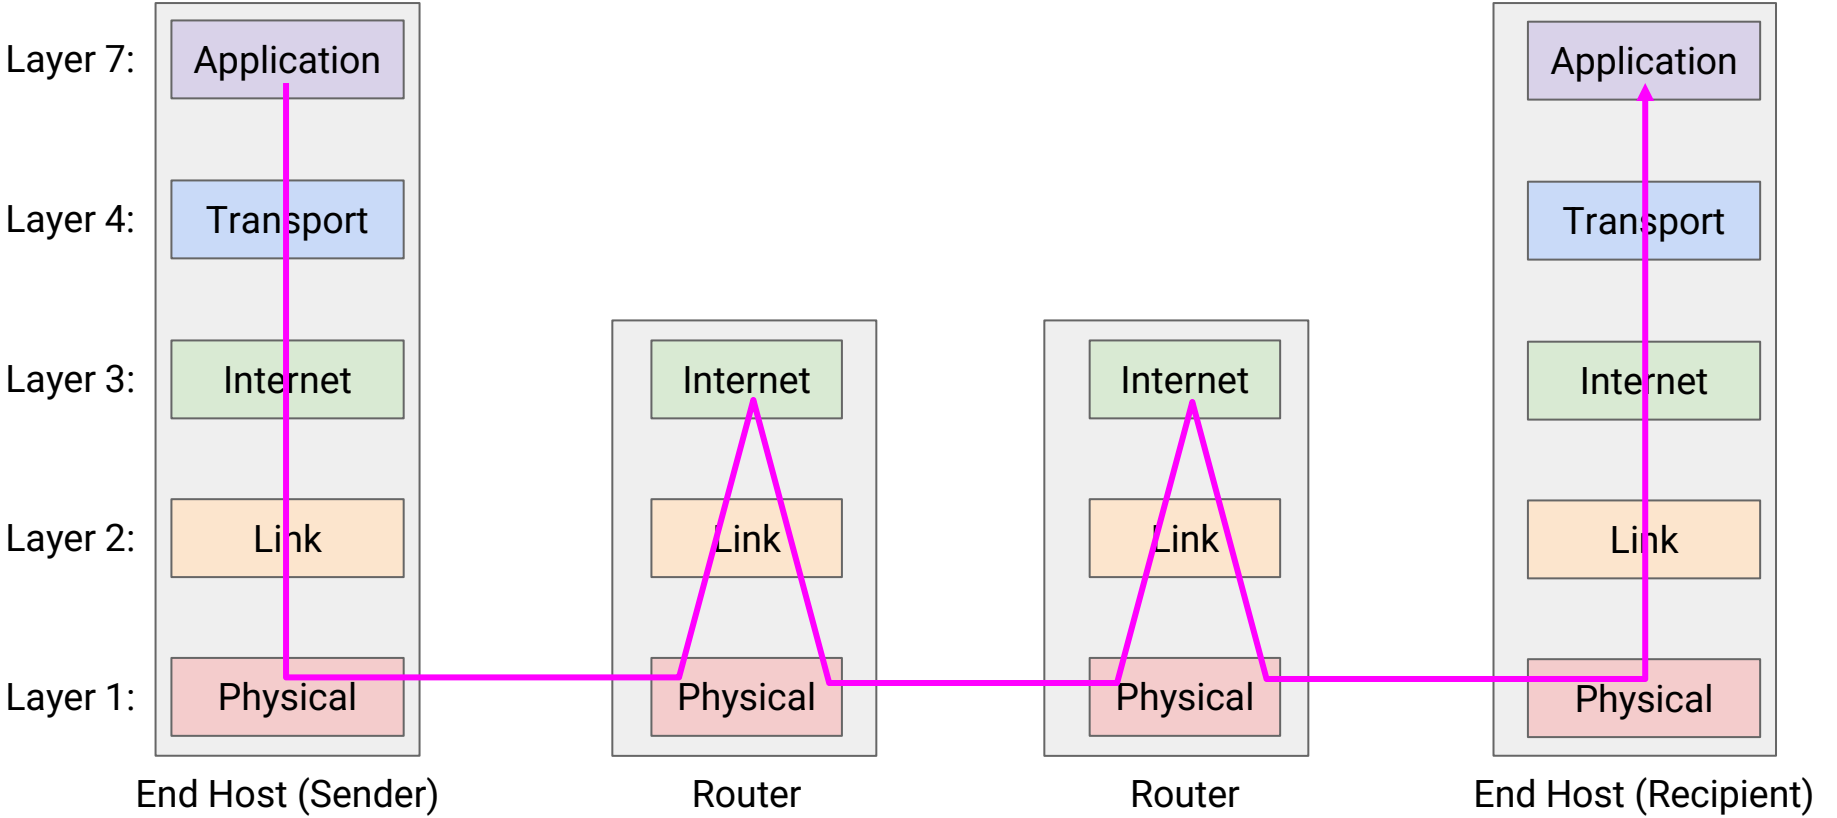 Layer 7: Application Application
Layer 4: Transport Transport
Layer 3: Internet Internet Internet Internet
Layer 2: Link Link Link Link
Layer 1: Physical Physical Physical Physical
End Host (Sender) Router Router End Host (Recipient)